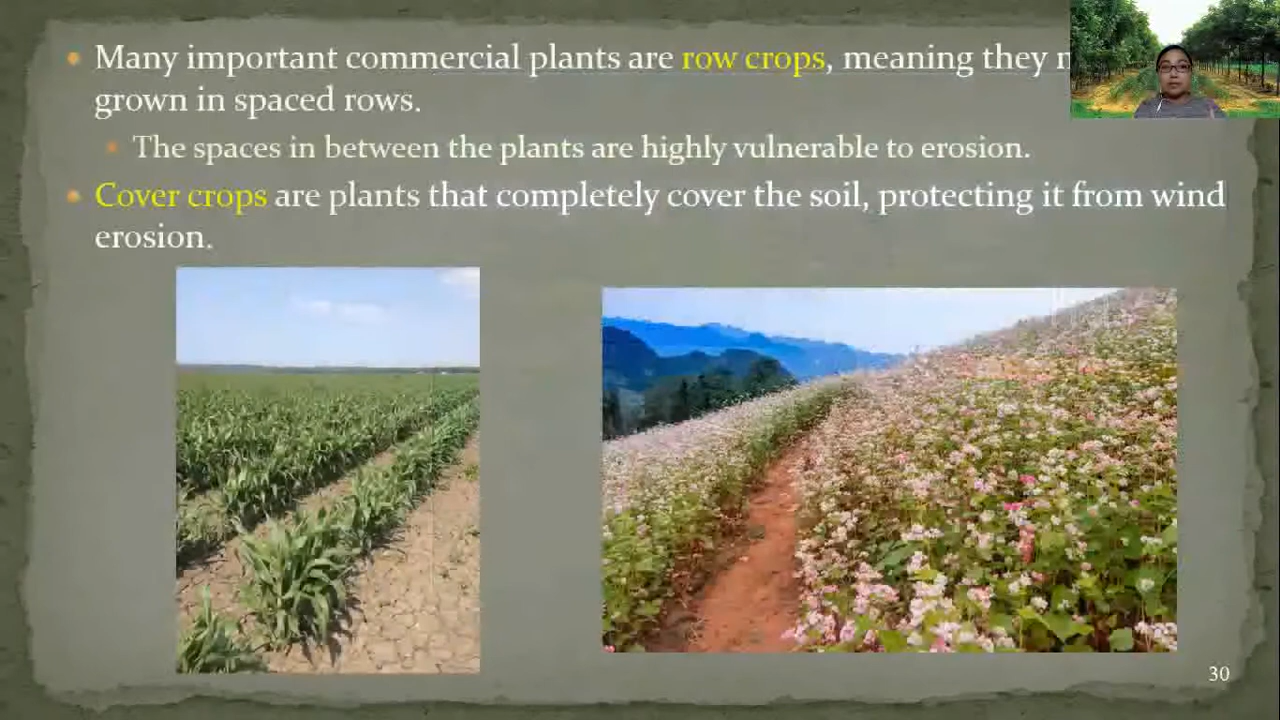 Many important commercial plants are row crops, meaning they
grown in spaced rows.
The spaces in between the plants are highly vulnerable to erosion.
Cover crops are plants that completely cover the soil, protecting it from wind
erosion.
30